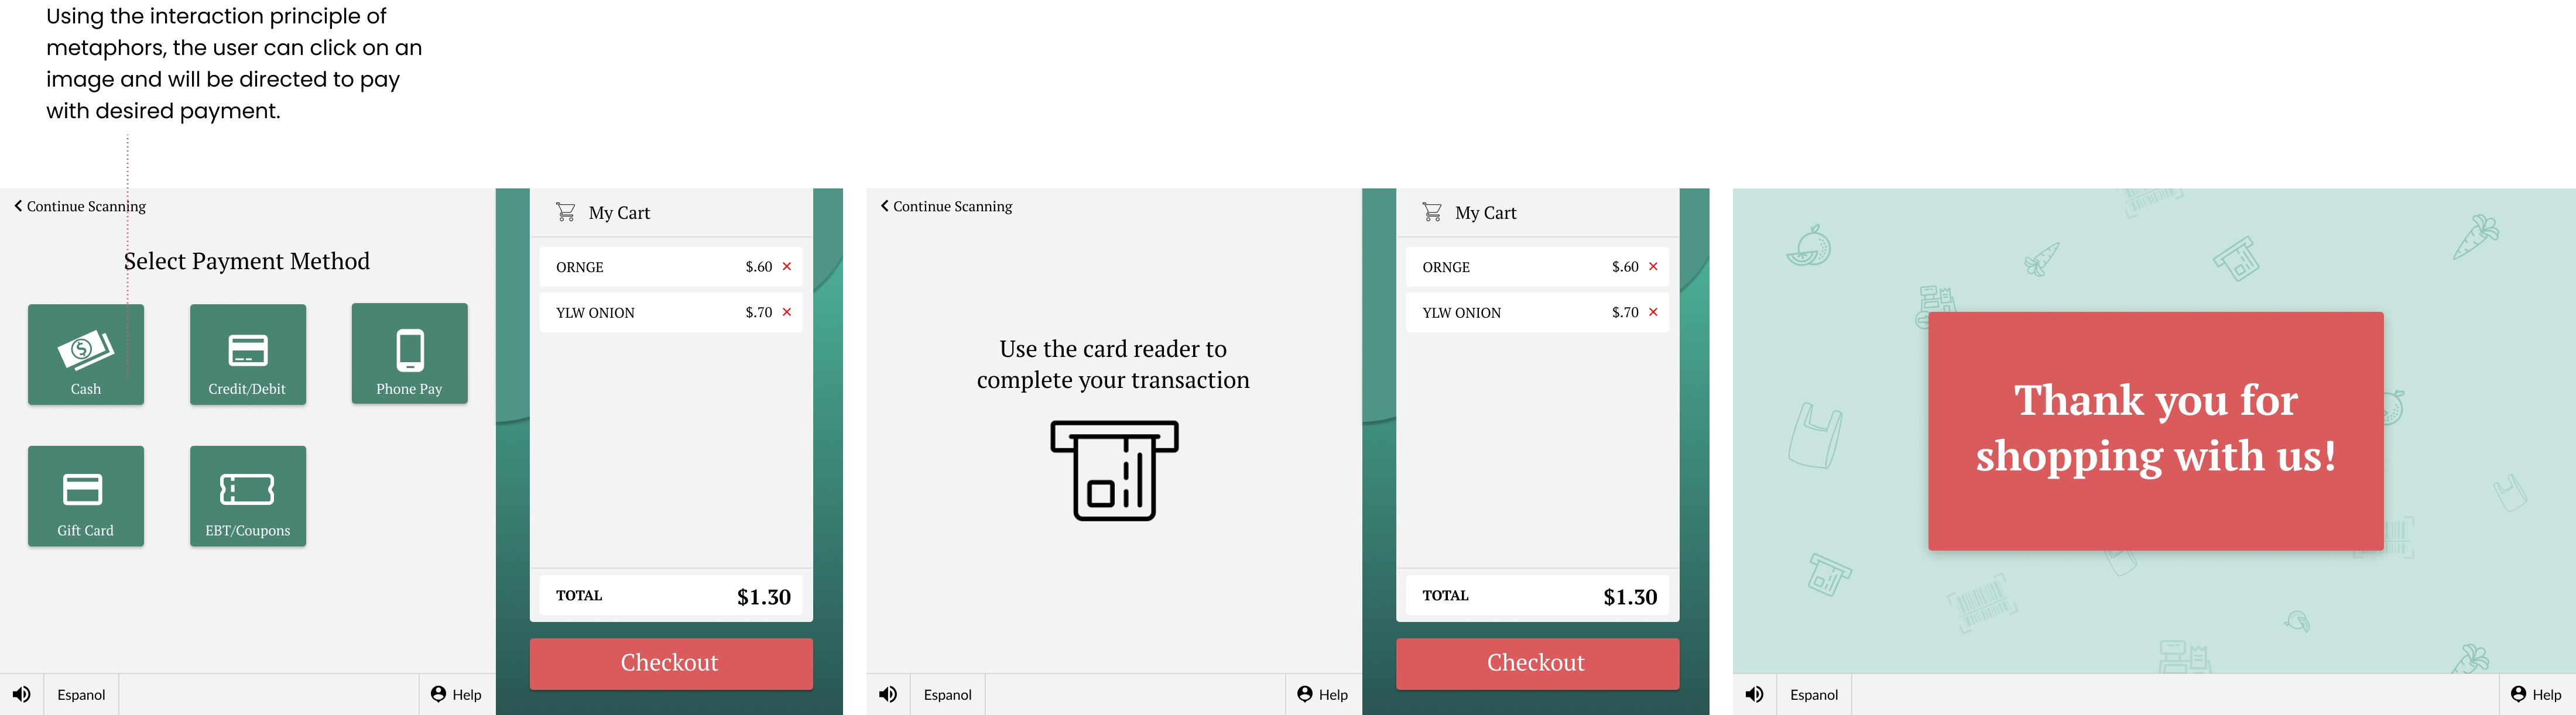 Using the interaction principle of
metaphors, the user can click on an
image and will be directed to pay
with desired payment.
Continue Scanning
Select Payment Method
Cash
Credit/Debit
Phone Pay
Gift Card
EBT/Coupons
Espanol
Help
My Cart
ORNGE $.60
YLW ONION $.70
TOTAL $1.30
Checkout
Continue Scanning
Use the card reader to
complete your transaction
Espanol
Help
My Cart
ORNGE $.60
YLW ONION $.70
TOTAL $1.30
Checkout
Thank you for
shopping with us!
Espanol
Help